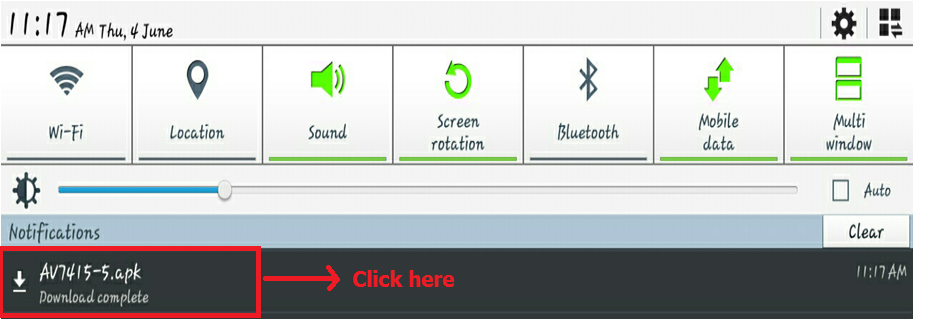 11:17 AM Thu, 4 June
Wi-Fi
Location
Sound
Screen
rotation
Bluetooth
Mobile
data
Multi
window
Auto
Notifications
Clear
AV7415-5.apk
11:17 AM
Download complete
Click here